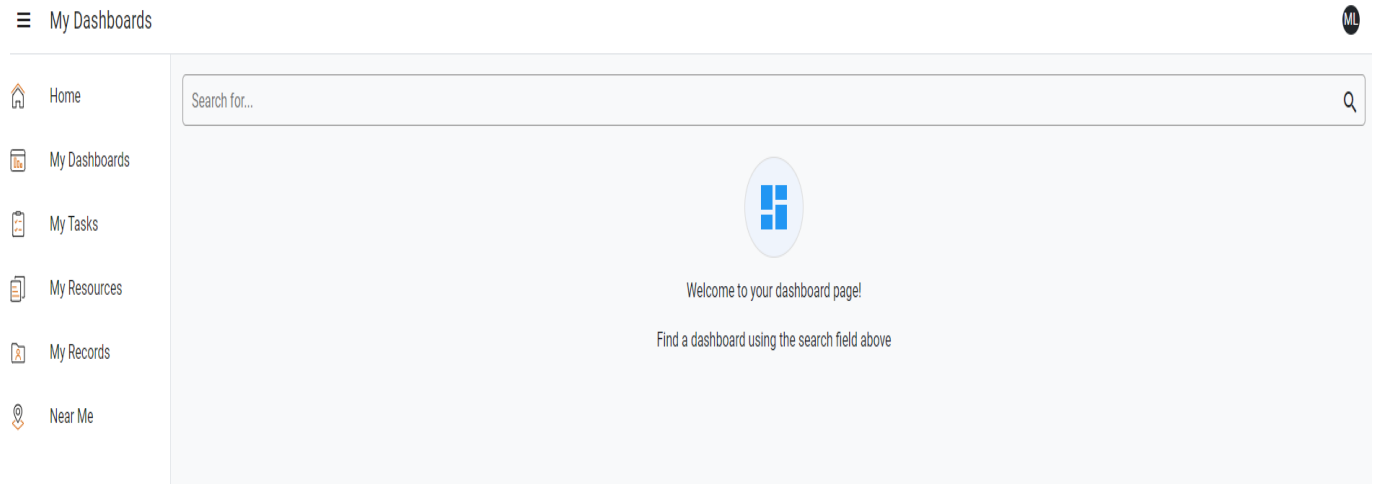 My Dashboards
ML
Home
My Dashboards
My Tasks
My Resources
My Records
Near Me
Search for...
Welcome to your dashboard page!
Find a dashboard using the search field above